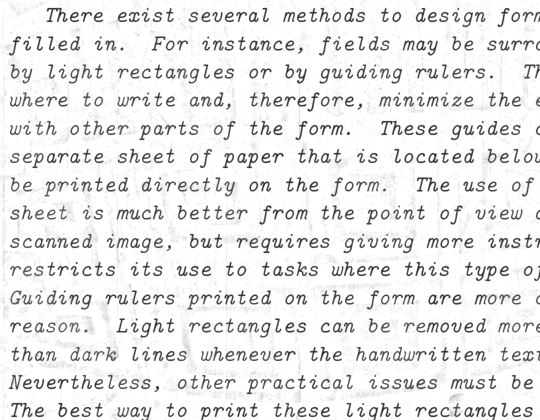 There exist several methods to design form
filled in. For instance, fields may be surro
by light rectangles or by guiding rulers. Th
where to write and, therefore, minimize the e
with other parts of the form. These guides c
separate sheet of paper that is located below
be printed directly on the form. The use of
sheet is much better from the point of view o
scanned image, but requires giving more instr
restricts its use to tasks where this type of
Guiding rulers printed on the form are more c
reason. Light rectangles can be removed more
than dark lines whenever the handwritten text
Nevertheless, other practical issues must be
The best way to print these light rectangles